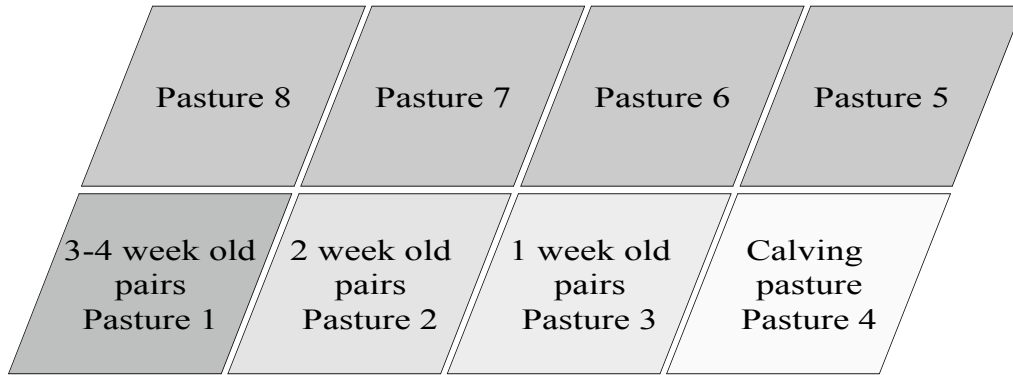 Pasture 8
Pasture 7
Pasture 6
Pasture 5
3-4 week old
pairs
Pasture 1
2 week old
pairs
Pasture 2
1 week old
pairs
Pasture 3
Calving
pasture
Pasture 4